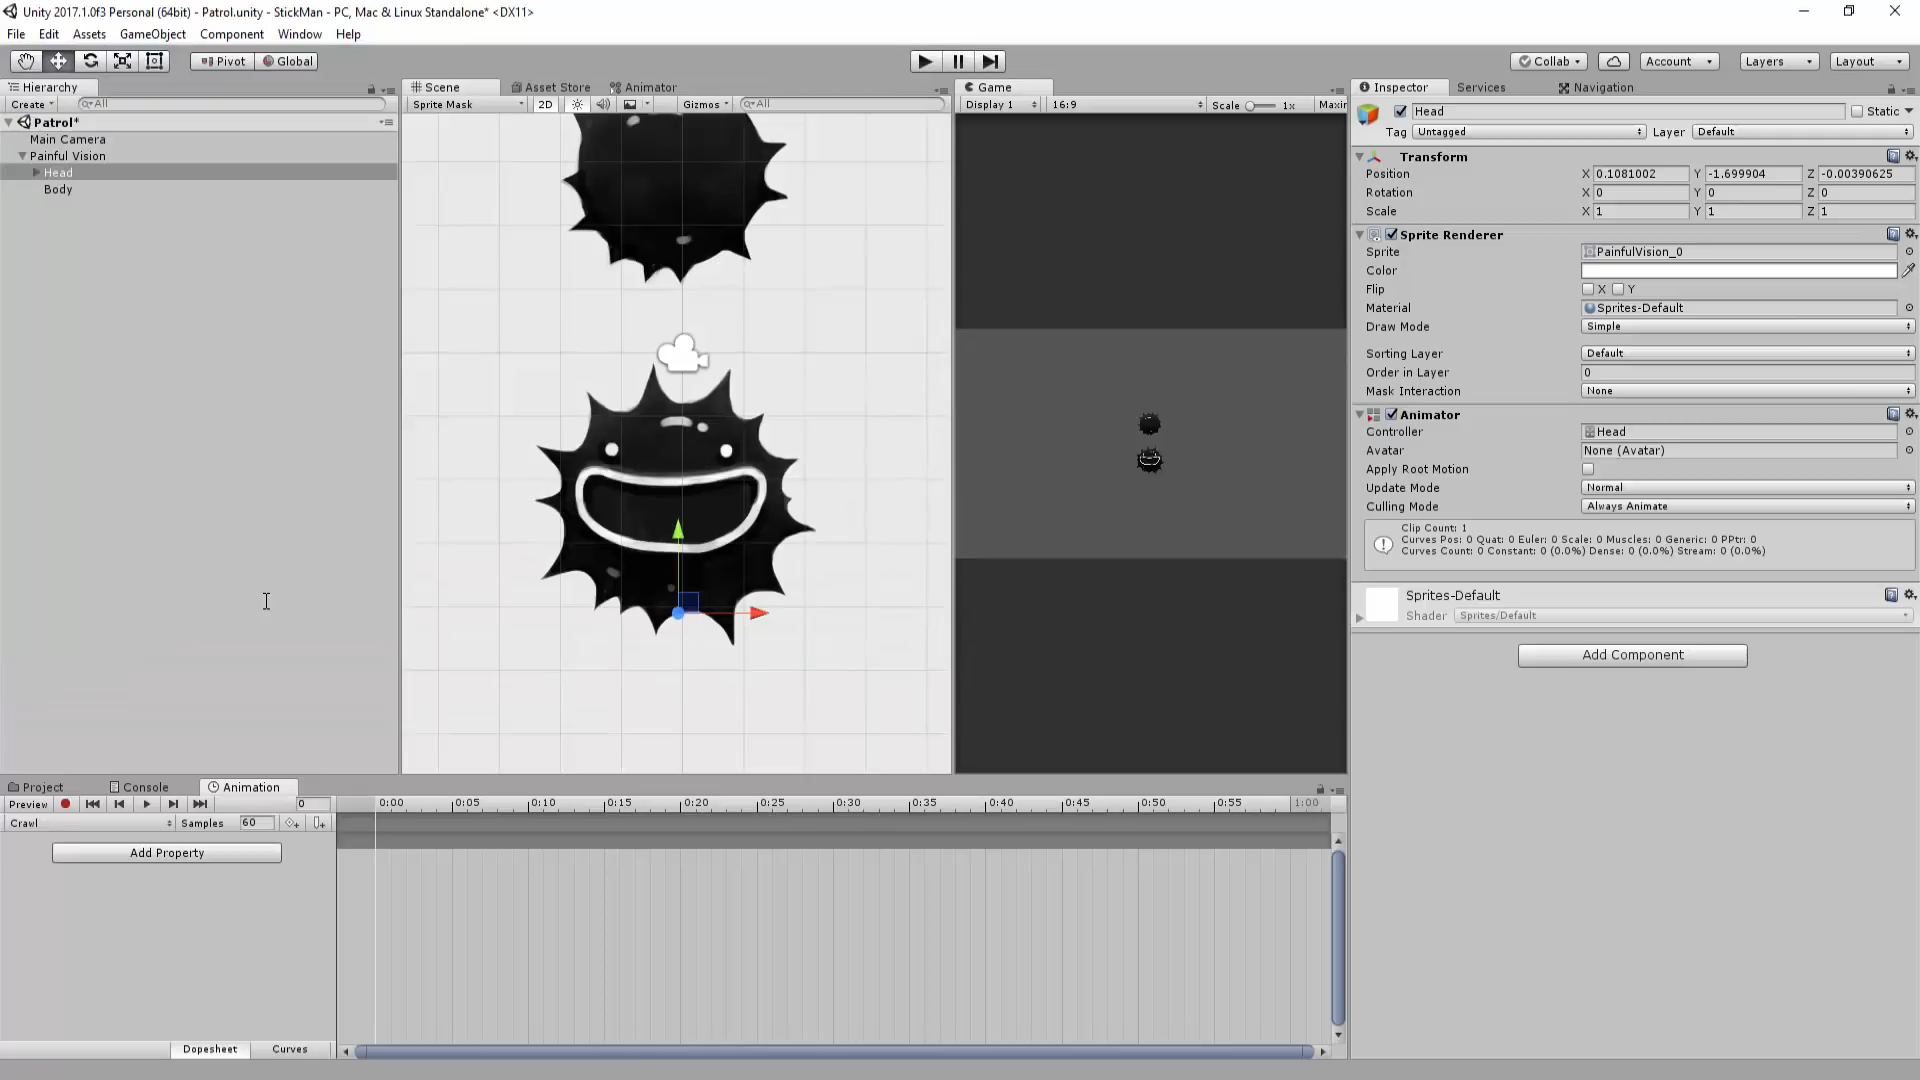 Unity 2017.1.0f3 Personal (64bit) - Patrol.unity - StickMan - PC, Mac & Linux Standalone* <DX11>
File Edit Assets GameObject Component Window Help
Pivot Global Collab Account Layers Layout
Hierarchy
Create All
Patrol*
Main Camera
Painful Vision
Head
Body
Scene Asset Store Animator
Sprite Mask 2D Gizmos All
Game
Display 1 16:9 Scale 1x Maxir
Inspector Services Navigation
Head Static
Tag Untagged Layer Default
Transform
Position X 0.1081002 Y -1.699904 Z -0.00390625
Rotation X 0 Y 0 Z 0
Scale X 1 Y 1 Z 1
Sprite Renderer
Sprite PainfulVision_0
Color
Flip X Y
Material Sprites-Default
Draw Mode Simple
Sorting Layer Default
Order in Layer 0
Mask Interaction None
Animator
Controller Head
Avatar None (Avatar)
Apply Root Motion
Update Mode Normal
Culling Mode Always Animate
Clip Count: 1
Curves Pos: 0 Quat: 0 Euler: 0 Scale: 0 Muscles: 0 Generic: 0 PPtr: 0
Curves Count: 0 Constant: 0 (0.0%) Dense: 0 (0.0%) Stream: 0 (0.0%)
Sprites-Default
Shader Sprites/Default
Add Component
Project Console Animation
Preview 0 0:00 0:05 0:10 0:15 0:20 0:25 0:30 0:35 0:40 0:45 0:50 0:55 1:00
Crawl Samples 60
Add Property
Dopesheet Curves